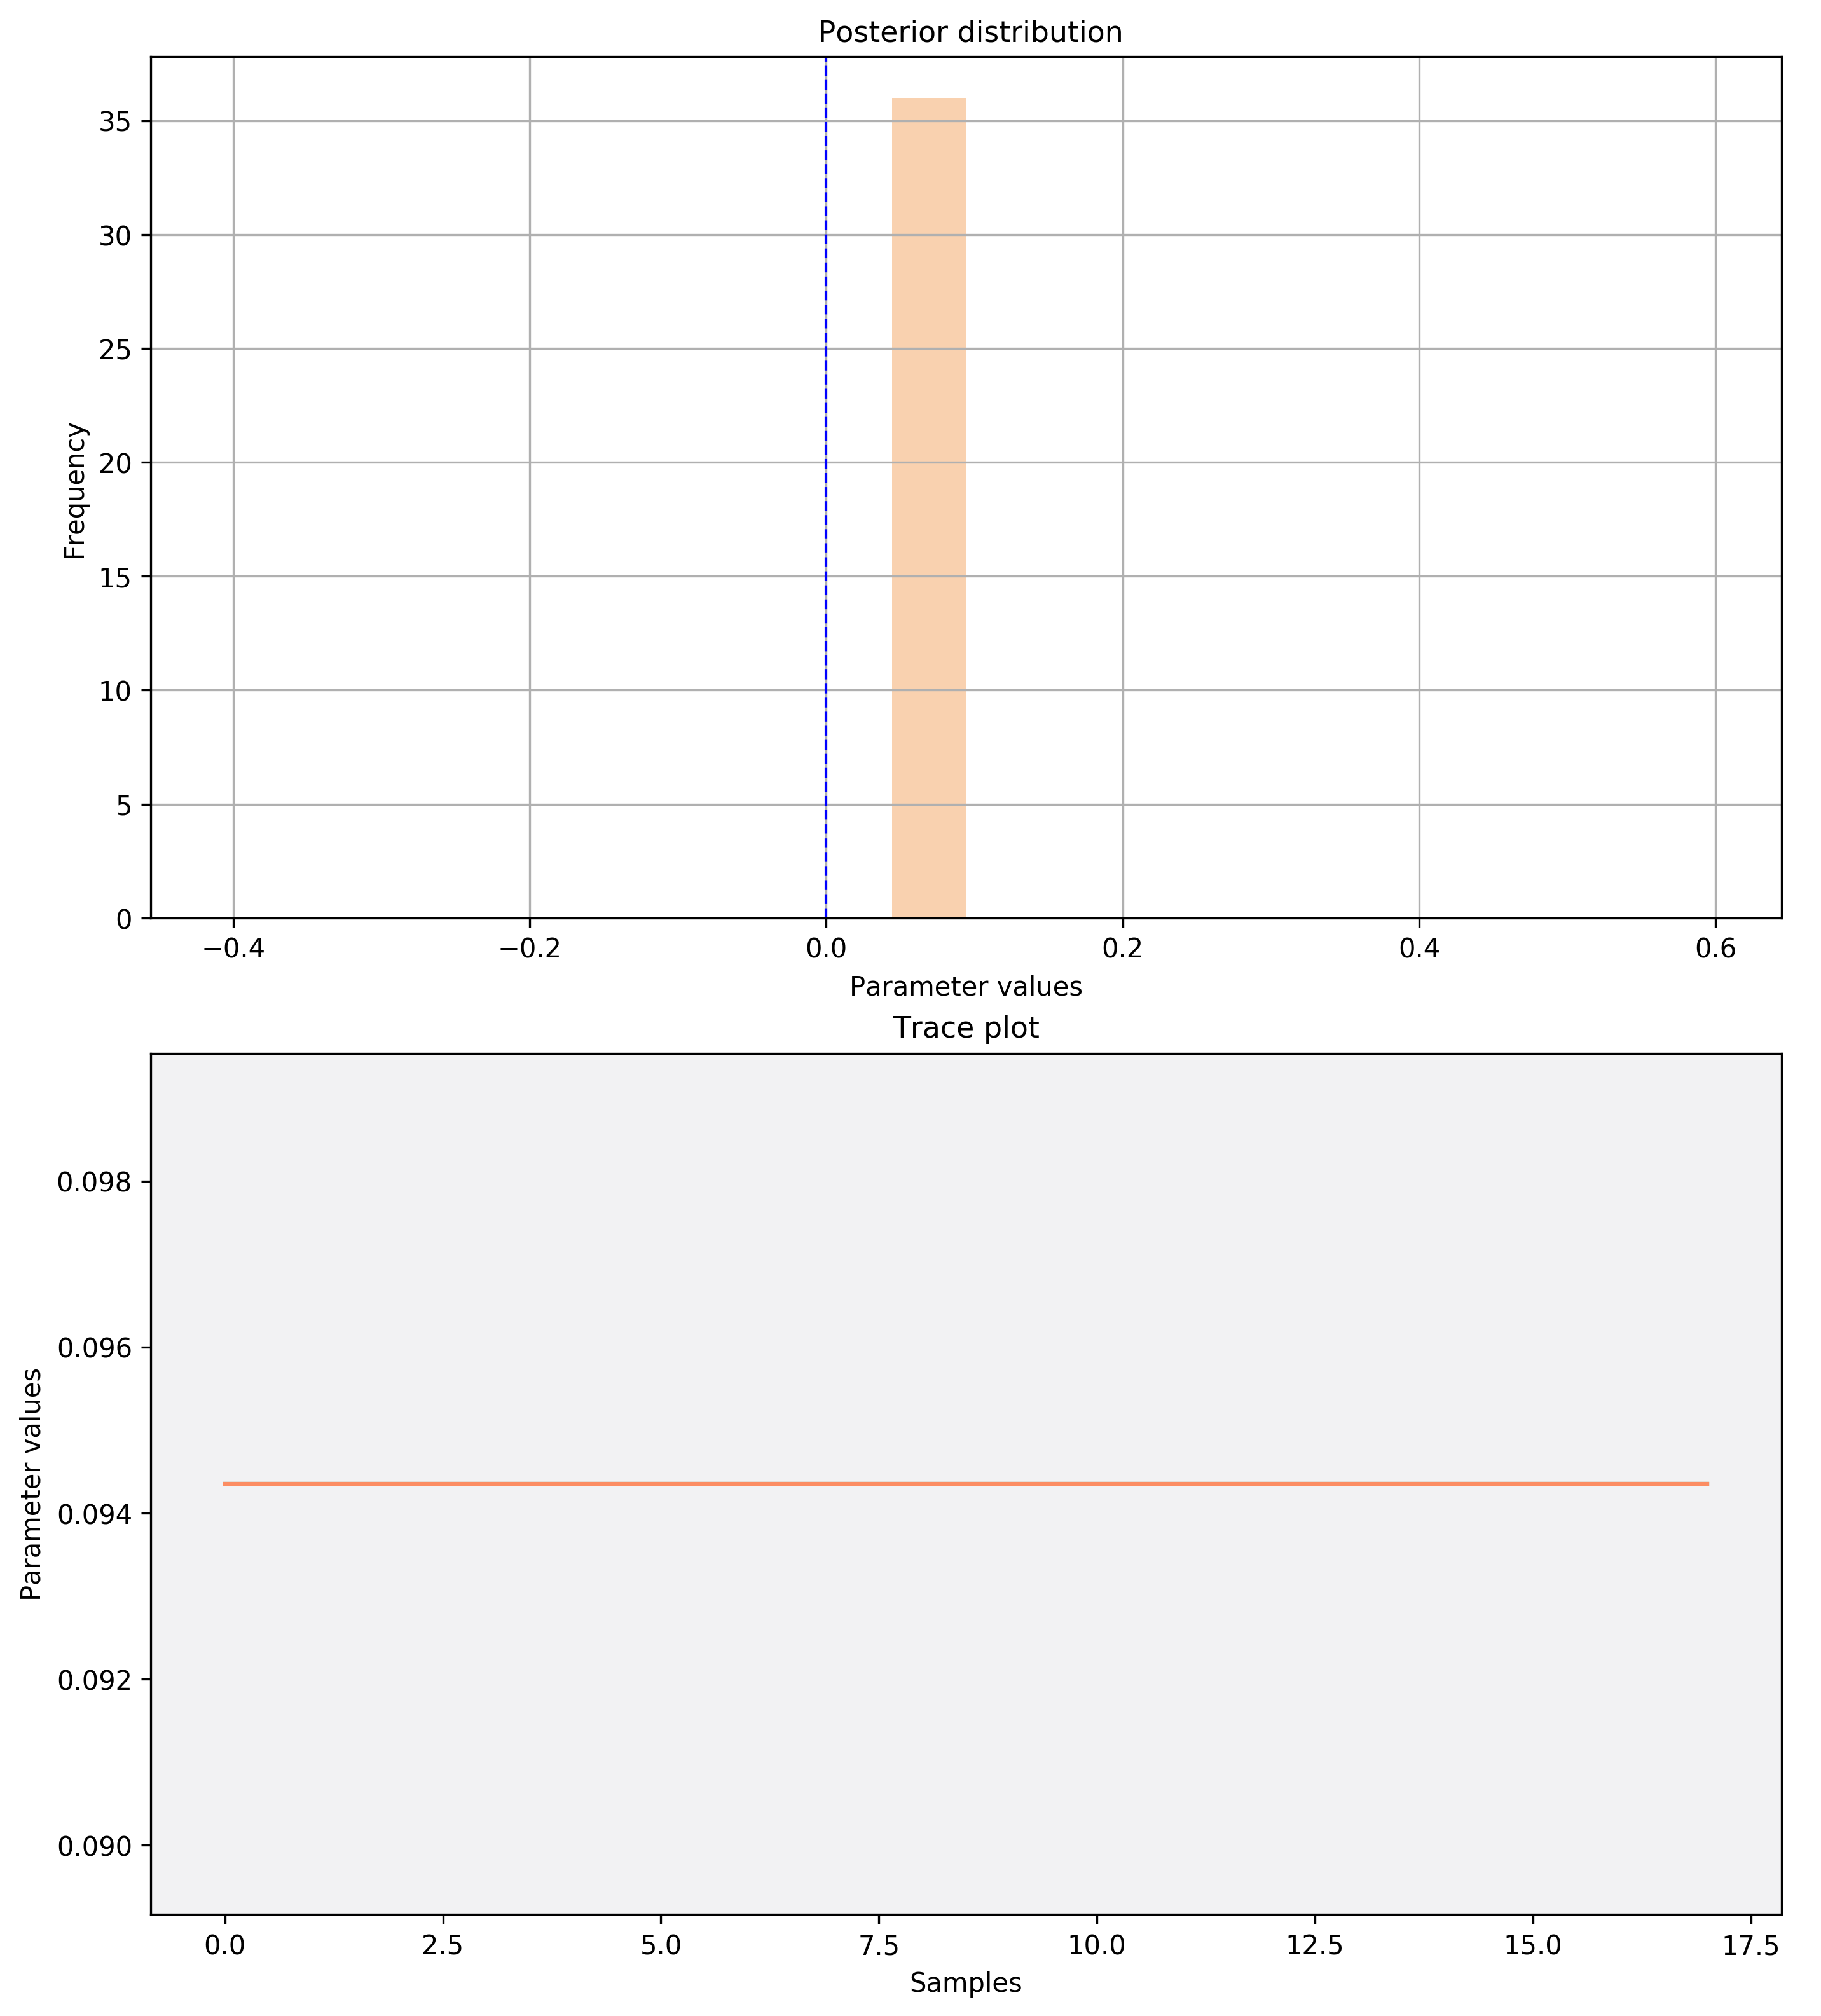 Posterior distribution
35
30
25
20
15
10
5
0
Frequency
−0.4 −0.2 0.0 0.2 0.4 0.6
Parameter values
Trace plot
0.098
0.096
0.094
0.092
0.090
Parameter values
0.0 2.5 5.0 7.5 10.0 12.5 15.0 17.5
Samples